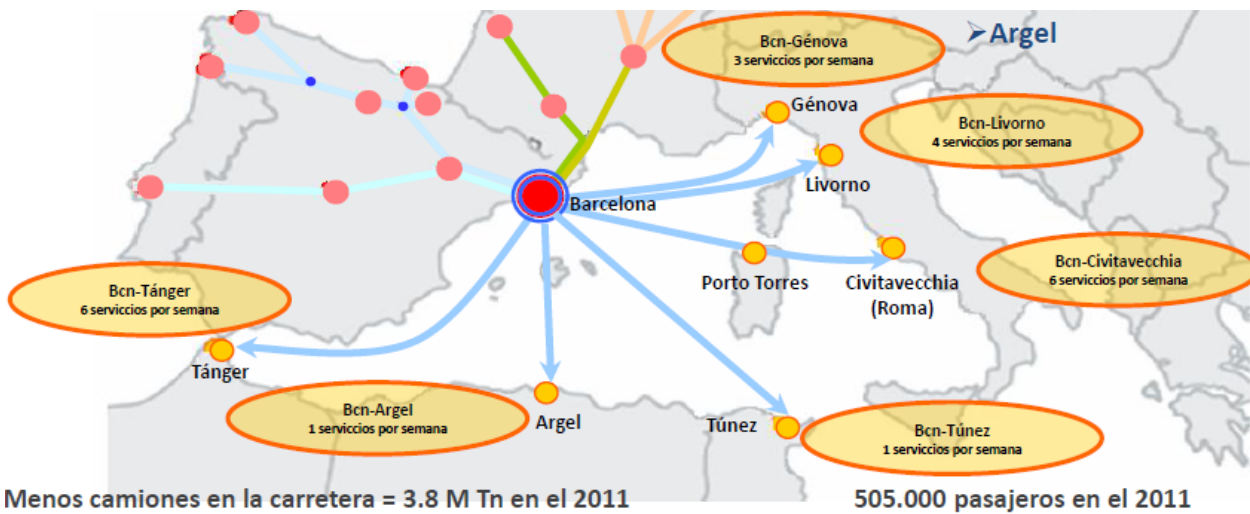 Bcn-Génova
3 serviccios por semana
➢Argel
Génova
Bcn-Livorno
4 serviccios por semana
Livorno
Barcelona
Bcn-Civitavecchia
6 serviccios por semana
Porto Torres
Civitavecchia
(Roma)
Bcn-Tánger
6 serviccios por semana
Tánger
Bcn-Argel
1 serviccios por semana
Argel
Túnez
Bcn-Túnez
1 serviccios por semana
Menos camiones en la carretera = 3.8 M Tn en el 2011
505.000 pasajeros en el 2011